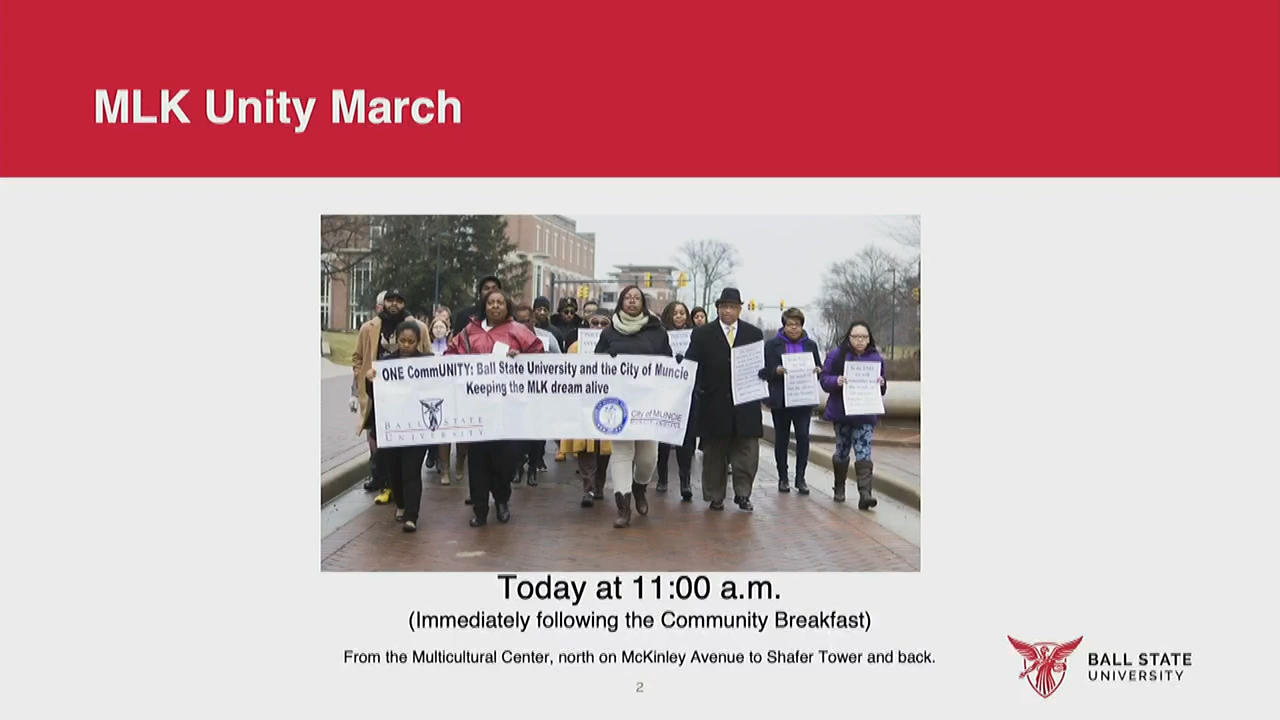 MLK Unity March
ONE CommUNITY: Ball State University and the City of Muncie
Keeping the MLK dream alive
BALL STATE
UNIVERSITY
City of MUNCIE
Today at 11:00 a.m.
(Immediately following the Community Breakfast)
From the Multicultural Center, north on McKinley Avenue to Shafer Tower and back.
BALL STATE
UNIVERSITY
2